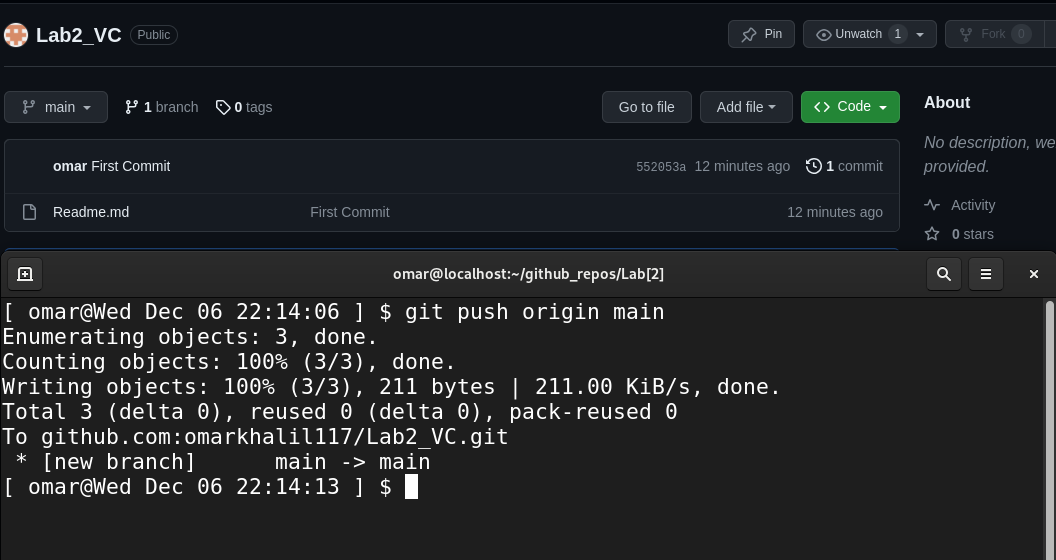 Lab2_VC Public Pin Unwatch 1 Fork 0
main 1 branch 0 tags Go to file Add file Code About
No description, we
provided.
omar First Commit 552053a 12 minutes ago 1 commit
Readme.md First Commit 12 minutes ago
Activity
0 stars
omar@localhost:~/github_repos/Lab[2]
[ omar@Wed Dec 06 22:14:06 ] $ git push origin main
Enumerating objects: 3, done.
Counting objects: 100% (3/3), done.
Writing objects: 100% (3/3), 211 bytes | 211.00 KiB/s, done.
Total 3 (delta 0), reused 0 (delta 0), pack-reused 0
To github.com:omarkhalil117/Lab2_VC.git
 * [new branch]      main -> main
[ omar@Wed Dec 06 22:14:13 ] $